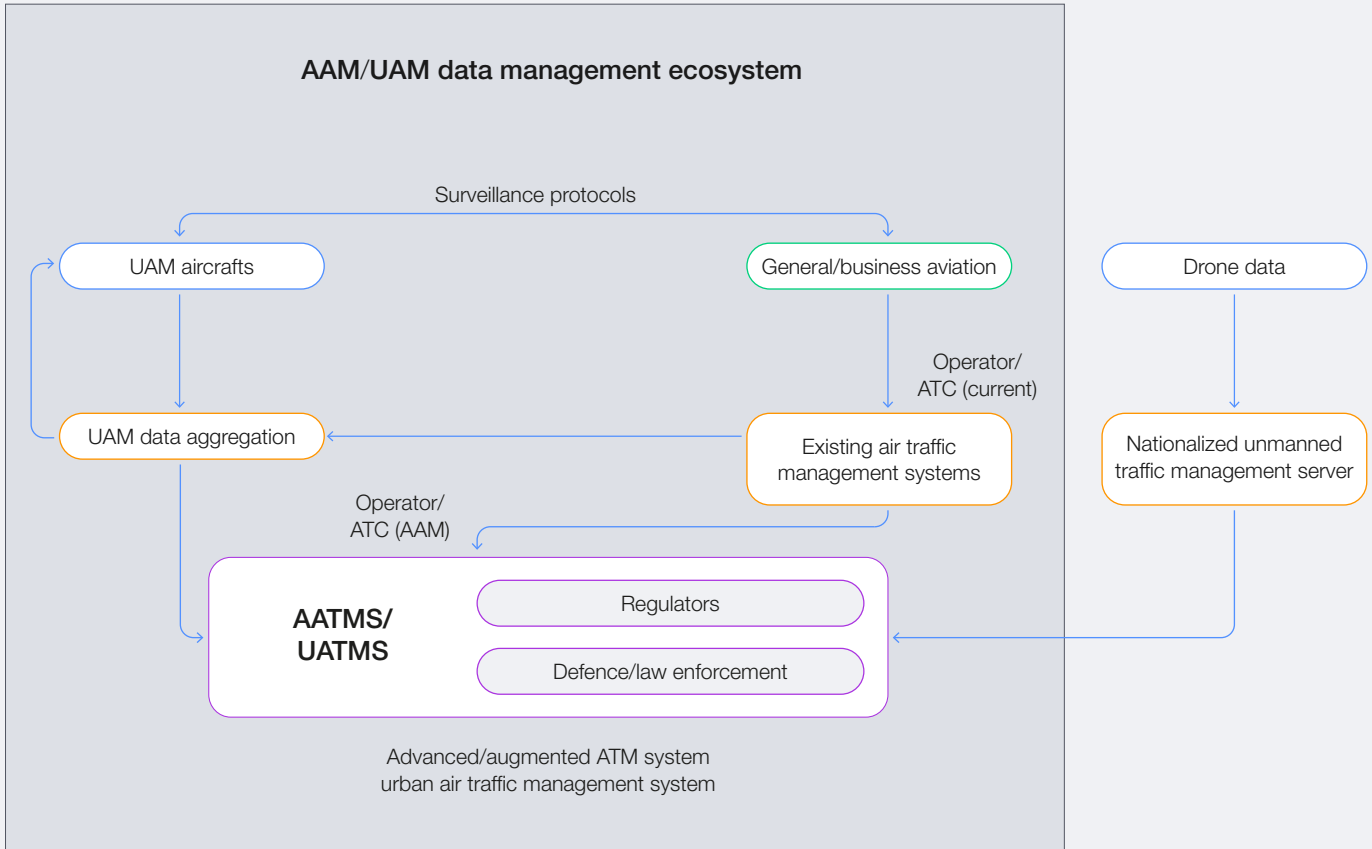 AAM/UAM data management ecosystem
Surveillance protocols
UAM aircrafts
General/business aviation
Drone data
Operator/
ATC (current)
UAM data aggregation
Existing air traffic
management systems
Nationalized unmanned
traffic management server
Operator/
ATC (AAM)
AATMS/
UATMS
Regulators
Defence/law enforcement
Advanced/augmented ATM system
urban air traffic management system